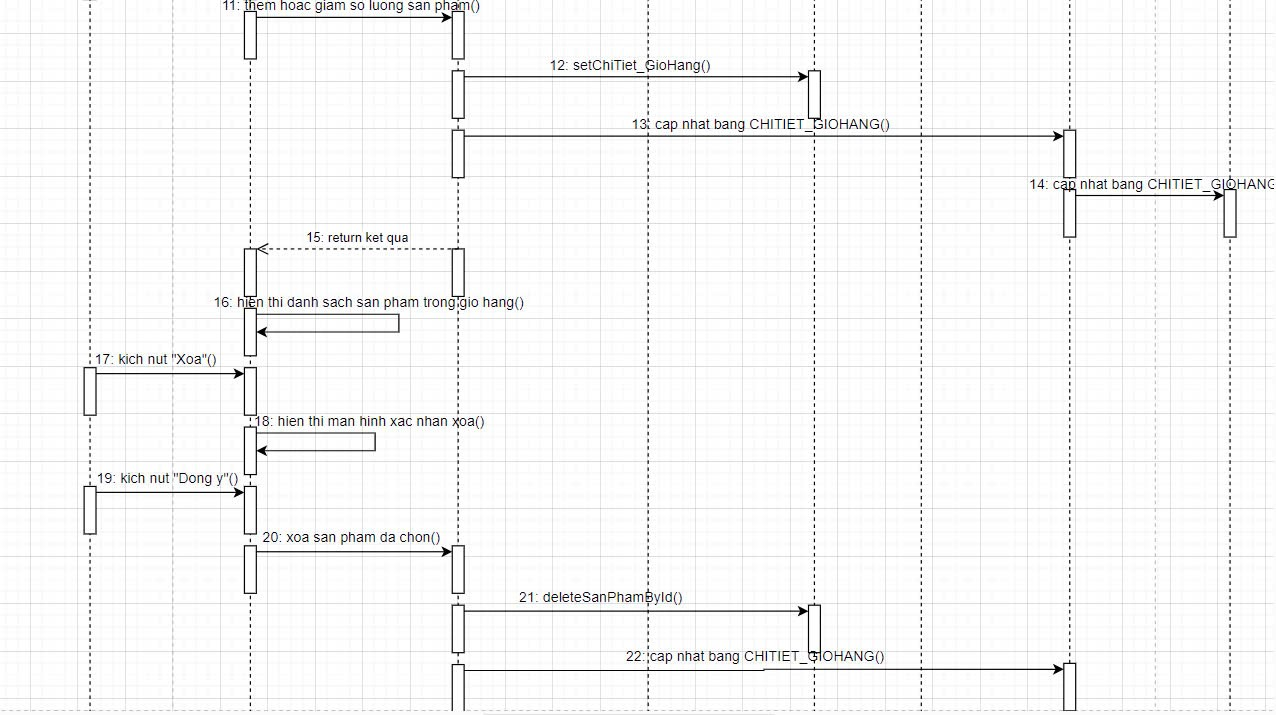 11: them hoac giam so luong san pham()
12: setChiTiet_GioHang()
13: cap nhat bang CHITIET_GIOHANG()
14: cap nhat bang CHITIET_GIOHANG
15: return ket qua
16: hien thi danh sach san pham trong gio hang()
17: kich nut "Xoa"()
18: hien thi man hinh xac nhan xoa()
19: kich nut "Dong y"()
20: xoa san pham da chon()
21: deleteSanPhamById()
22: cap nhat bang CHITIET_GIOHANG()